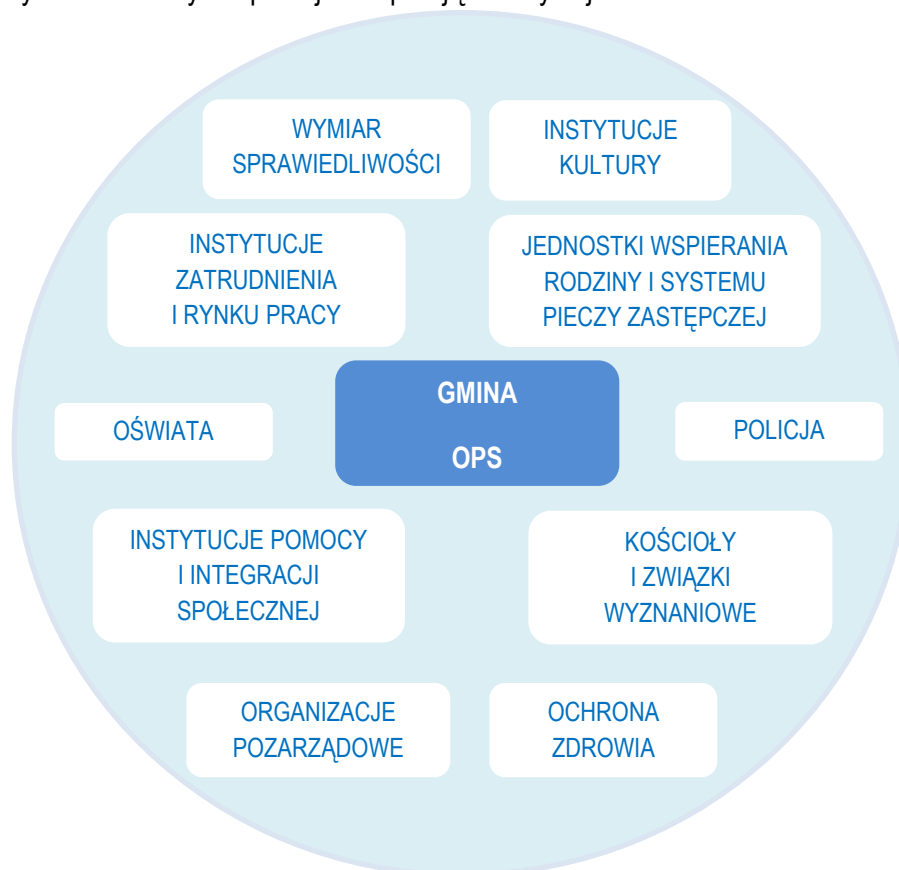 WYMIAR
SPRAWIEDLIWOŚCI
INSTYTUCJE
KULTURY
INSTYTUCJE
ZATRUDNIENIA
I RYNKU PRACY
JEDNOSTKI WSPIERANIA
RODZINY I SYSTEMU
PIECZY ZASTĘPCZEJ
GMINA
OPS
OŚWIATA
POLICJA
INSTYTUCJE POMOCY
I INTEGRACJI
SPOŁECZNEJ
KOŚCIOŁY
I ZWIĄZKI
WYZNANIOWE
ORGANIZACJE
POZARZĄDOWE
OCHRONA
ZDROWIA